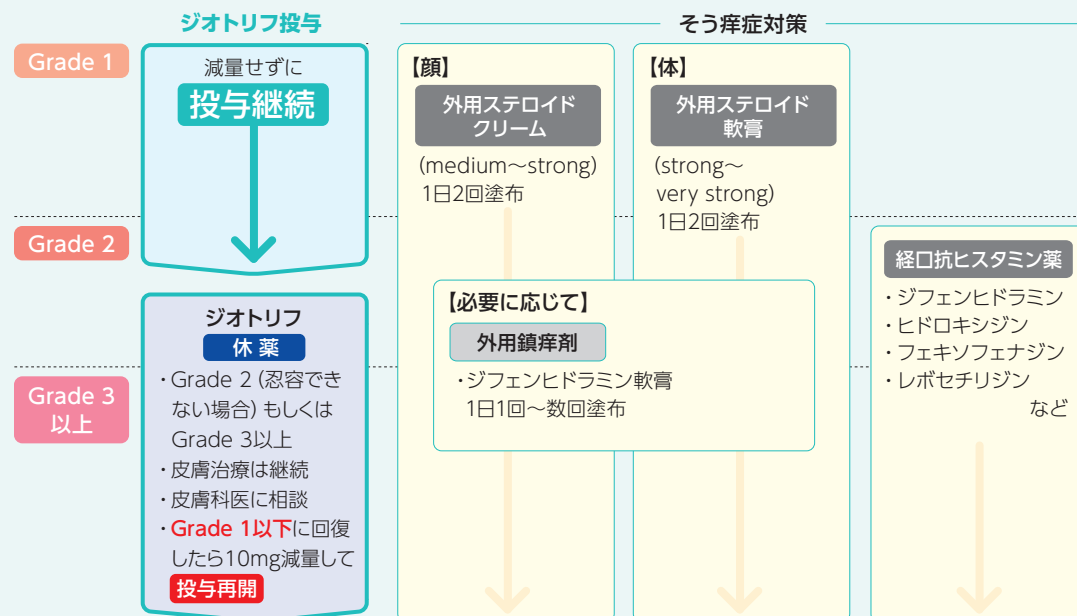 ジオトリフ投与
そう痒症対策
Grade 1
減量せずに
投与継続
【顔】
外用ステロイド
クリーム
(medium～strong)
1日2回塗布
【体】
外用ステロイド
軟膏
(strong～
very strong)
1日2回塗布
Grade 2
経口抗ヒスタミン薬
・ジフェンヒドラミン
・ヒドロキシジン
・フェキソフェナジン
・レボセチリジン
など
【必要に応じて】
外用鎮痒剤
・ジフェンヒドラミン軟膏
1日1回～数回塗布
Grade 3
以上
ジオトリフ
休薬
・Grade 2 (忍容でき
ない場合) もしくは
Grade 3以上
・皮膚治療は継続
・皮膚科医に相談
・Grade 1以下に回復
したら10mg減量して
投与再開